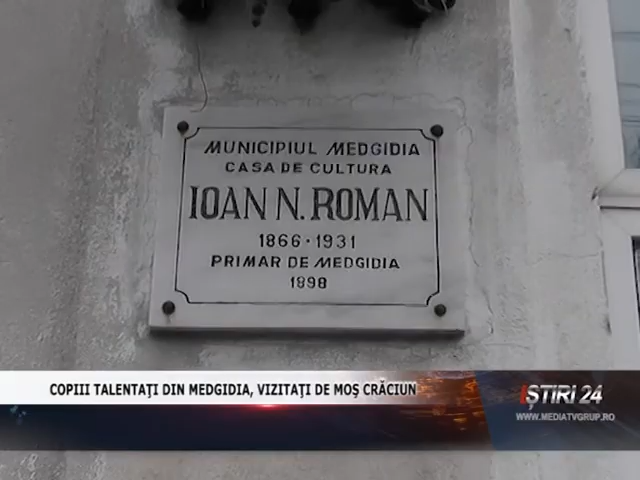 MUNICIPIUL MEDGIDIA
CASA DE CULTURA
IOAN N. ROMAN
1866 · 1931
PRIMAR DE MEDGIDIA
1898
COPIII TALENTAŢI DIN MEDGIDIA, VIZITAŢI DE MOŞ CRĂCIUN
ŞTIRI 24
WWW.MEDIATVGRUP.RO